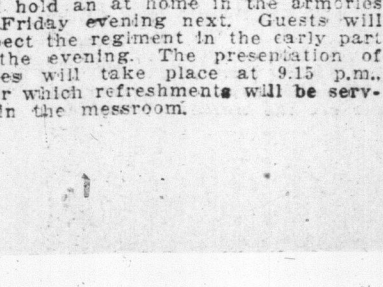 hold an at home in the armories
Friday evening next. Guests will
pect the regiment in the early part
the evening. The presentation of
es will take place at 9.15 p.m.,
r which refreshments will be serv-
in the messroom.